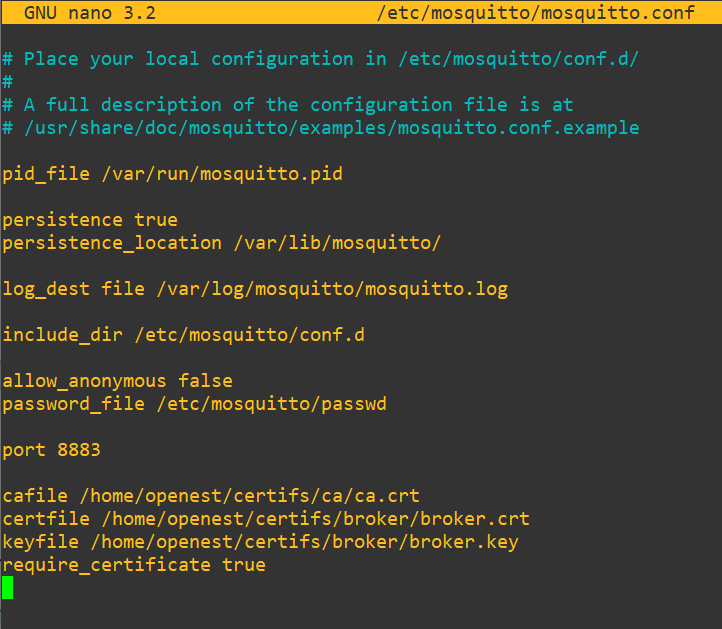 GNU nano 3.2 /etc/mosquitto/mosquitto.conf
# Place your local configuration in /etc/mosquitto/conf.d/
#
# A full description of the configuration file is at
# /usr/share/doc/mosquitto/examples/mosquitto.conf.example
pid_file /var/run/mosquitto.pid
persistence true
persistence_location /var/lib/mosquitto/
log_dest file /var/log/mosquitto/mosquitto.log
include_dir /etc/mosquitto/conf.d
allow_anonymous false
password_file /etc/mosquitto/passwd
port 8883
cafile /home/openest/certifs/ca/ca.crt
certfile /home/openest/certifs/broker/broker.crt
keyfile /home/openest/certifs/broker/broker.key
require_certificate true